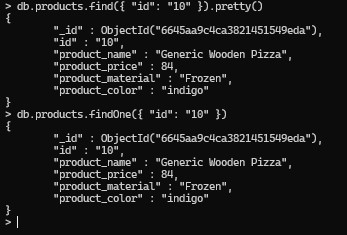 > db.products.find({ "id": "10" }).pretty()
{
        "_id" : ObjectId("6645aa9c4ca3821451549eda"),
        "id" : "10",
        "product_name" : "Generic Wooden Pizza",
        "product_price" : 84,
        "product_material" : "Frozen",
        "product_color" : "indigo"
}
> db.products.findOne({ "id": "10" })
{
        "_id" : ObjectId("6645aa9c4ca3821451549eda"),
        "id" : "10",
        "product_name" : "Generic Wooden Pizza",
        "product_price" : 84,
        "product_material" : "Frozen",
        "product_color" : "indigo"
}
>